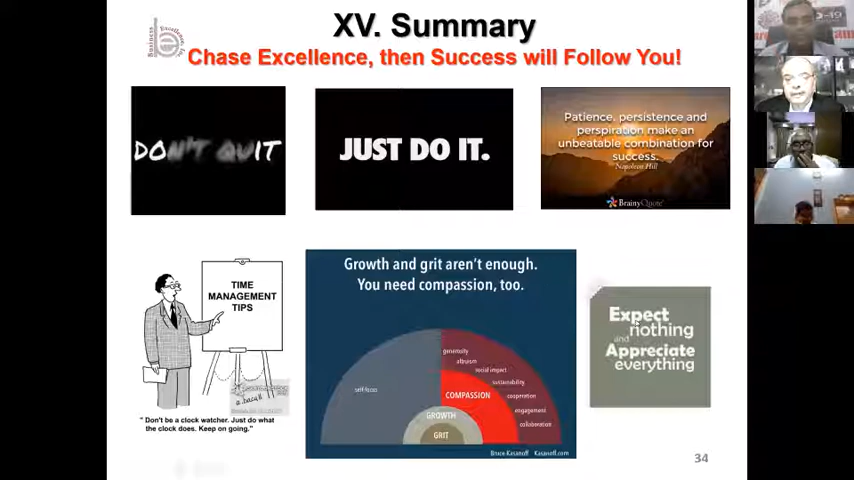 XV. Summary
Business
Excellence, Inc.
Chase Excellence, then Success will Follow You!
DON'T QUIT
JUST DO IT.
Patience, persistence and
perspiration make an
unbeatable combination for
success.
Napoleon Hill
BrainyQuote
TIME
MANAGEMENT
TIPS
" Don't be a clock watcher. Just do what
the clock does. Keep on going."
Growth and grit aren't enough.
You need compassion, too.
self-focus
generosity
altruism
social impact
sustainability
COMPASSION
cooperation
engagement
collaboration
GROWTH
GRIT
Bruce Kasanoff Kasanoff.com
Expect
nothing
and
Appreciate
everything
34